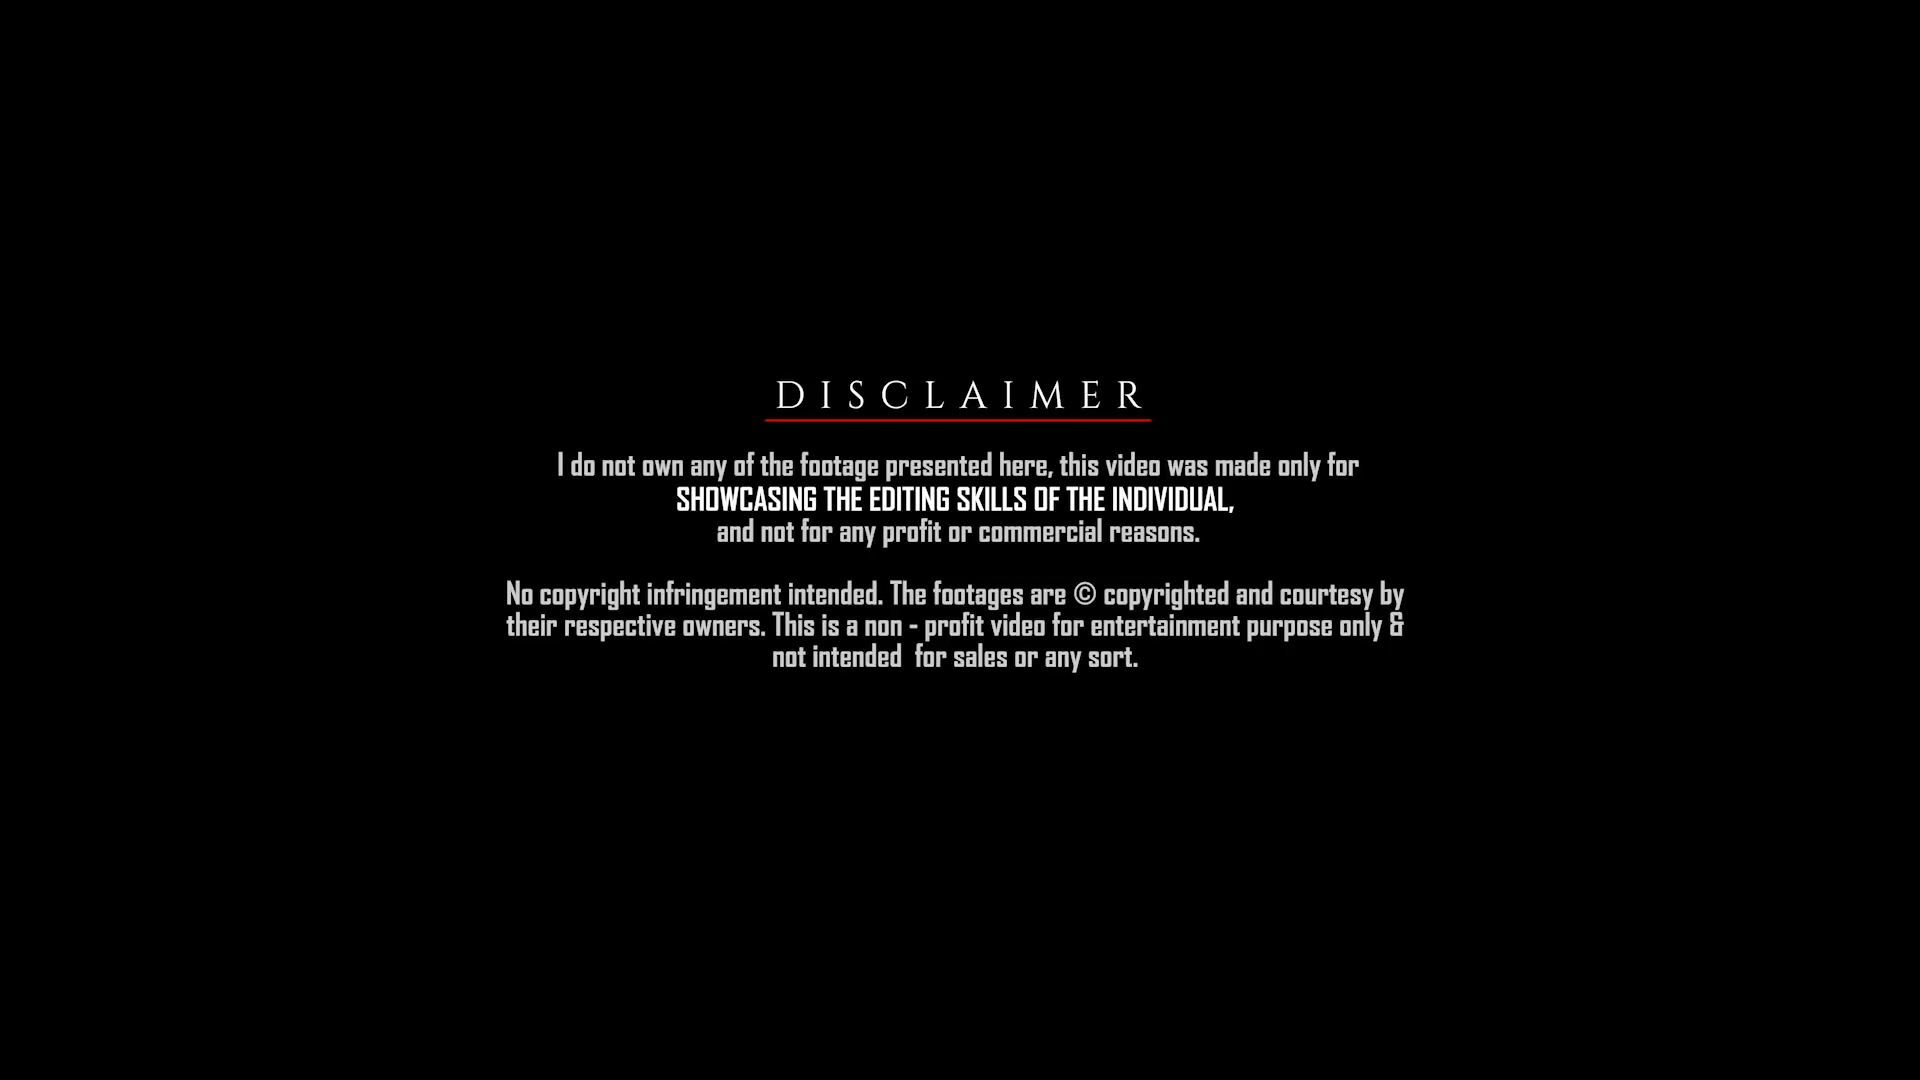 DISCLAIMER
I do not own any of the footage presented here, this video was made only for
SHOWCASING THE EDITING SKILLS OF THE INDIVIDUAL,
and not for any profit or commercial reasons.
No copyright infringement intended. The footages are © copyrighted and courtesy by
their respective owners. This is a non - profit video for entertainment purpose only &
not intended  for sales or any sort.